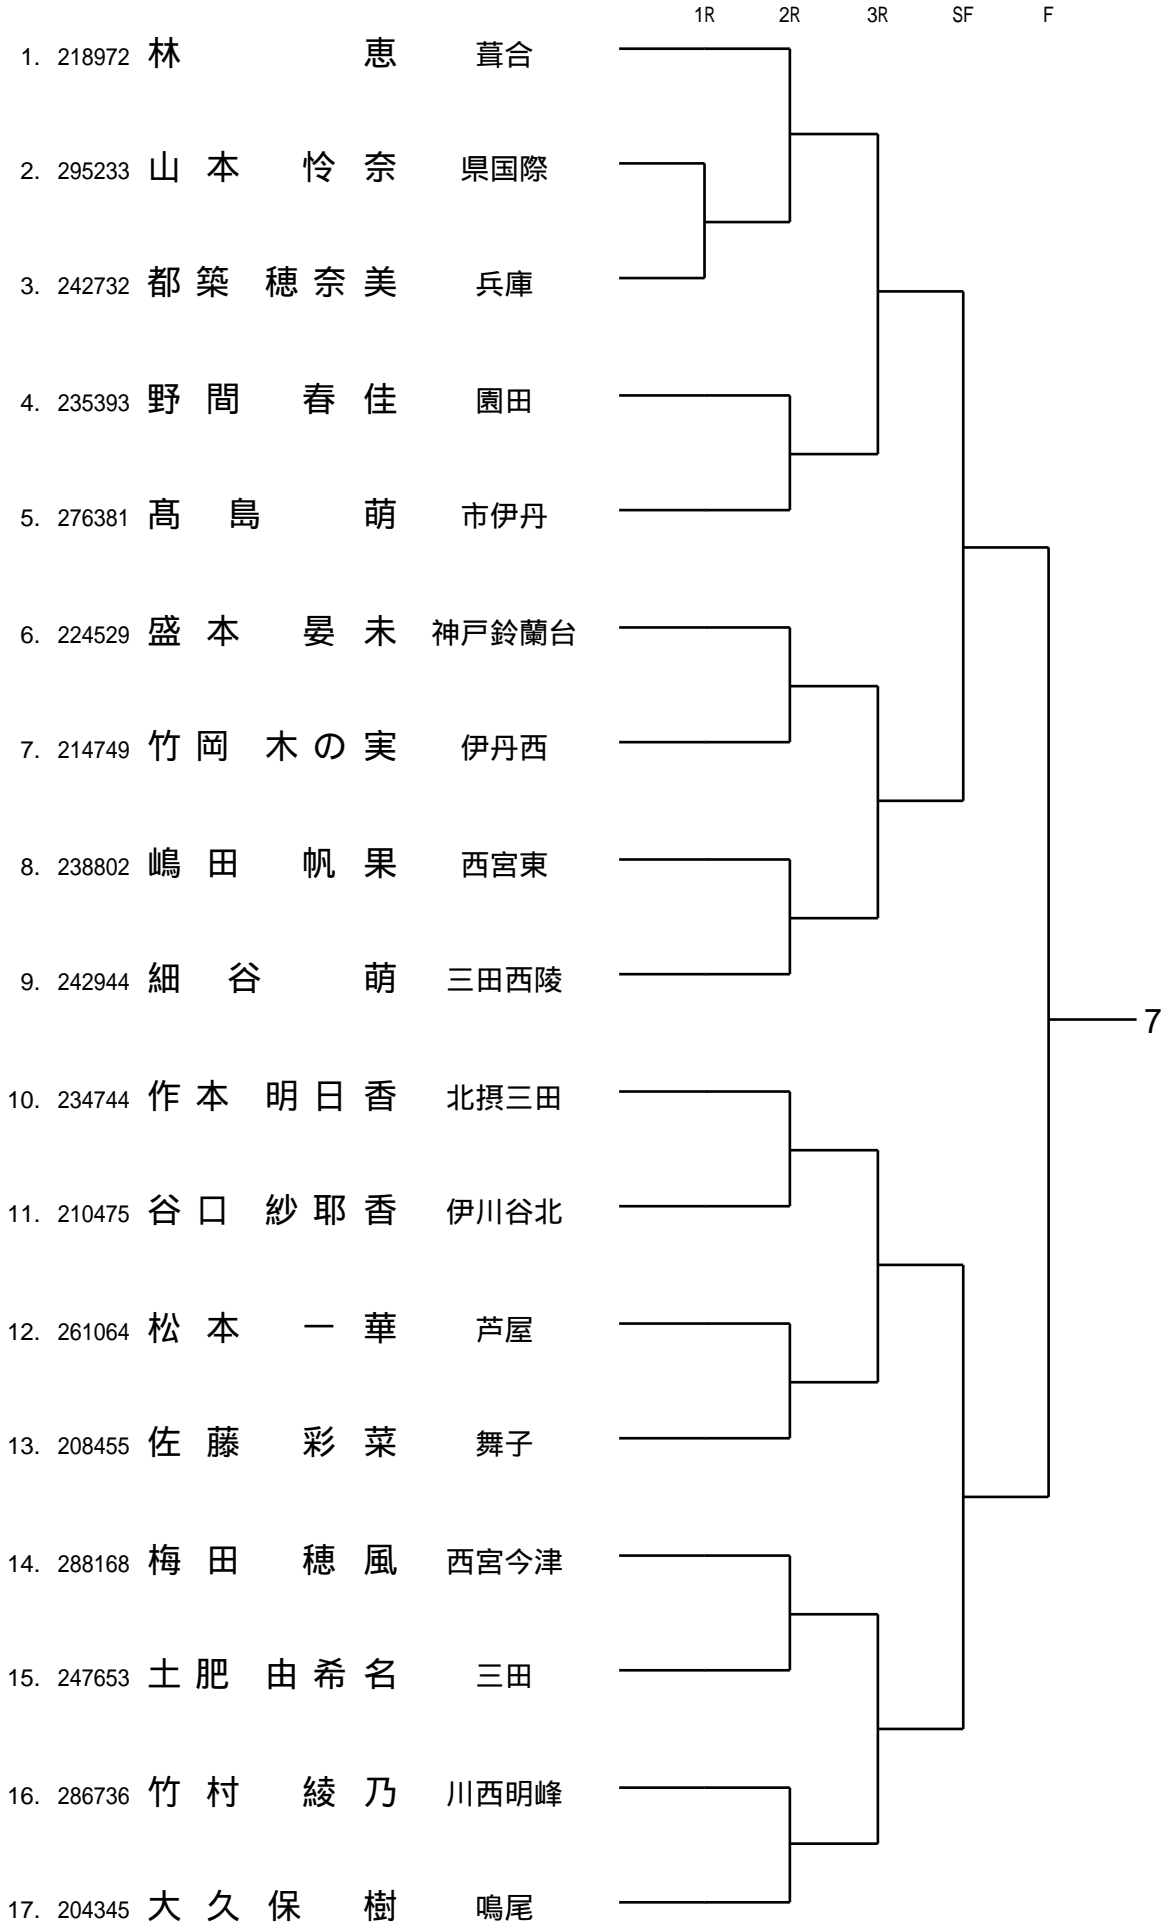 1R 2R 3R SF F
1. 218972 林 恵 葺合
2. 295233 山本 怜奈 県国際
3. 242732 都築 穂奈美 兵庫
4. 235393 野間 春佳 園田
5. 276381 髙島 萌 市伊丹
6. 224529 盛本 晏未 神戸鈴蘭台
7. 214749 竹岡 木の実 伊丹西
8. 238802 嶋田 帆果 西宮東
9. 242944 細谷 萌 三田西陵
7
10. 234744 作本 明日香 北摂三田
11. 210475 谷口 紗耶香 伊川谷北
12. 261064 松本 一華 芦屋
13. 208455 佐藤 彩菜 舞子
14. 288168 梅田 穂風 西宮今津
15. 247653 土肥 由希名 三田
16. 286736 竹村 綾乃 川西明峰
17. 204345 大久保 樹 鳴尾